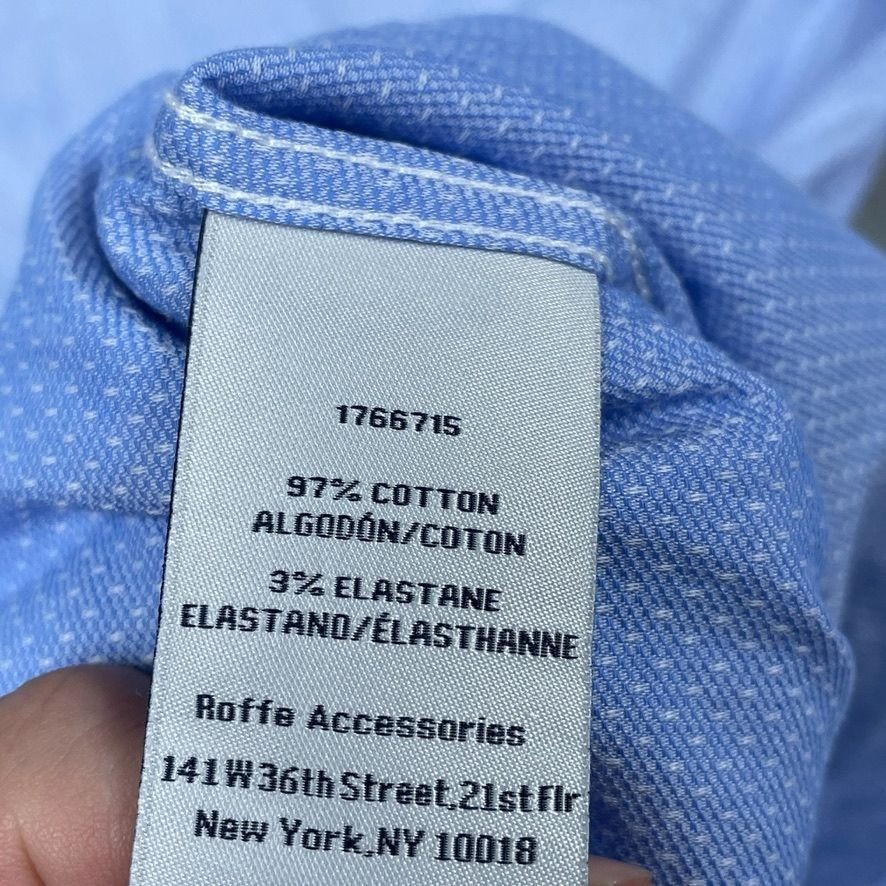 1766715
97% COTTON
ALGODÓN/COTON
3% ELASTANE
ELASTANO/ÉLASTHANNE
Roffe Accessories
141 W 36th Street, 21st flr
New York, NY 10018